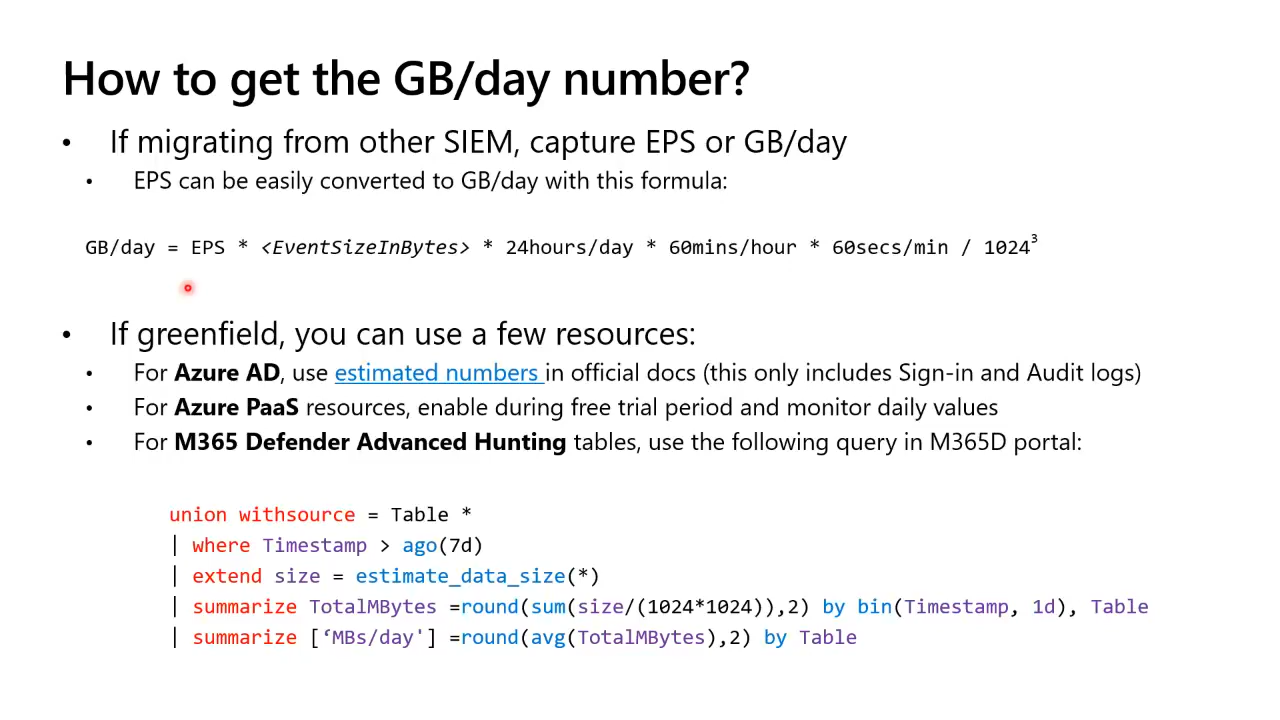 How to get the GB/day number?
• If migrating from other SIEM, capture EPS or GB/day
• EPS can be easily converted to GB/day with this formula:
GB/day = EPS * <EventSizeInBytes> * 24hours/day * 60mins/hour * 60secs/min / 1024³
• If greenfield, you can use a few resources:
• For Azure AD, use estimated numbers in official docs (this only includes Sign-in and Audit logs)
• For Azure PaaS resources, enable during free trial period and monitor daily values
• For M365 Defender Advanced Hunting tables, use the following query in M365D portal:
union withsource = Table *
| where Timestamp > ago(7d)
| extend size = estimate_data_size(*)
| summarize TotalMBytes =round(sum(size/(1024*1024)),2) by bin(Timestamp, 1d), Table
| summarize [‘MBs/day'] =round(avg(TotalMBytes),2) by Table